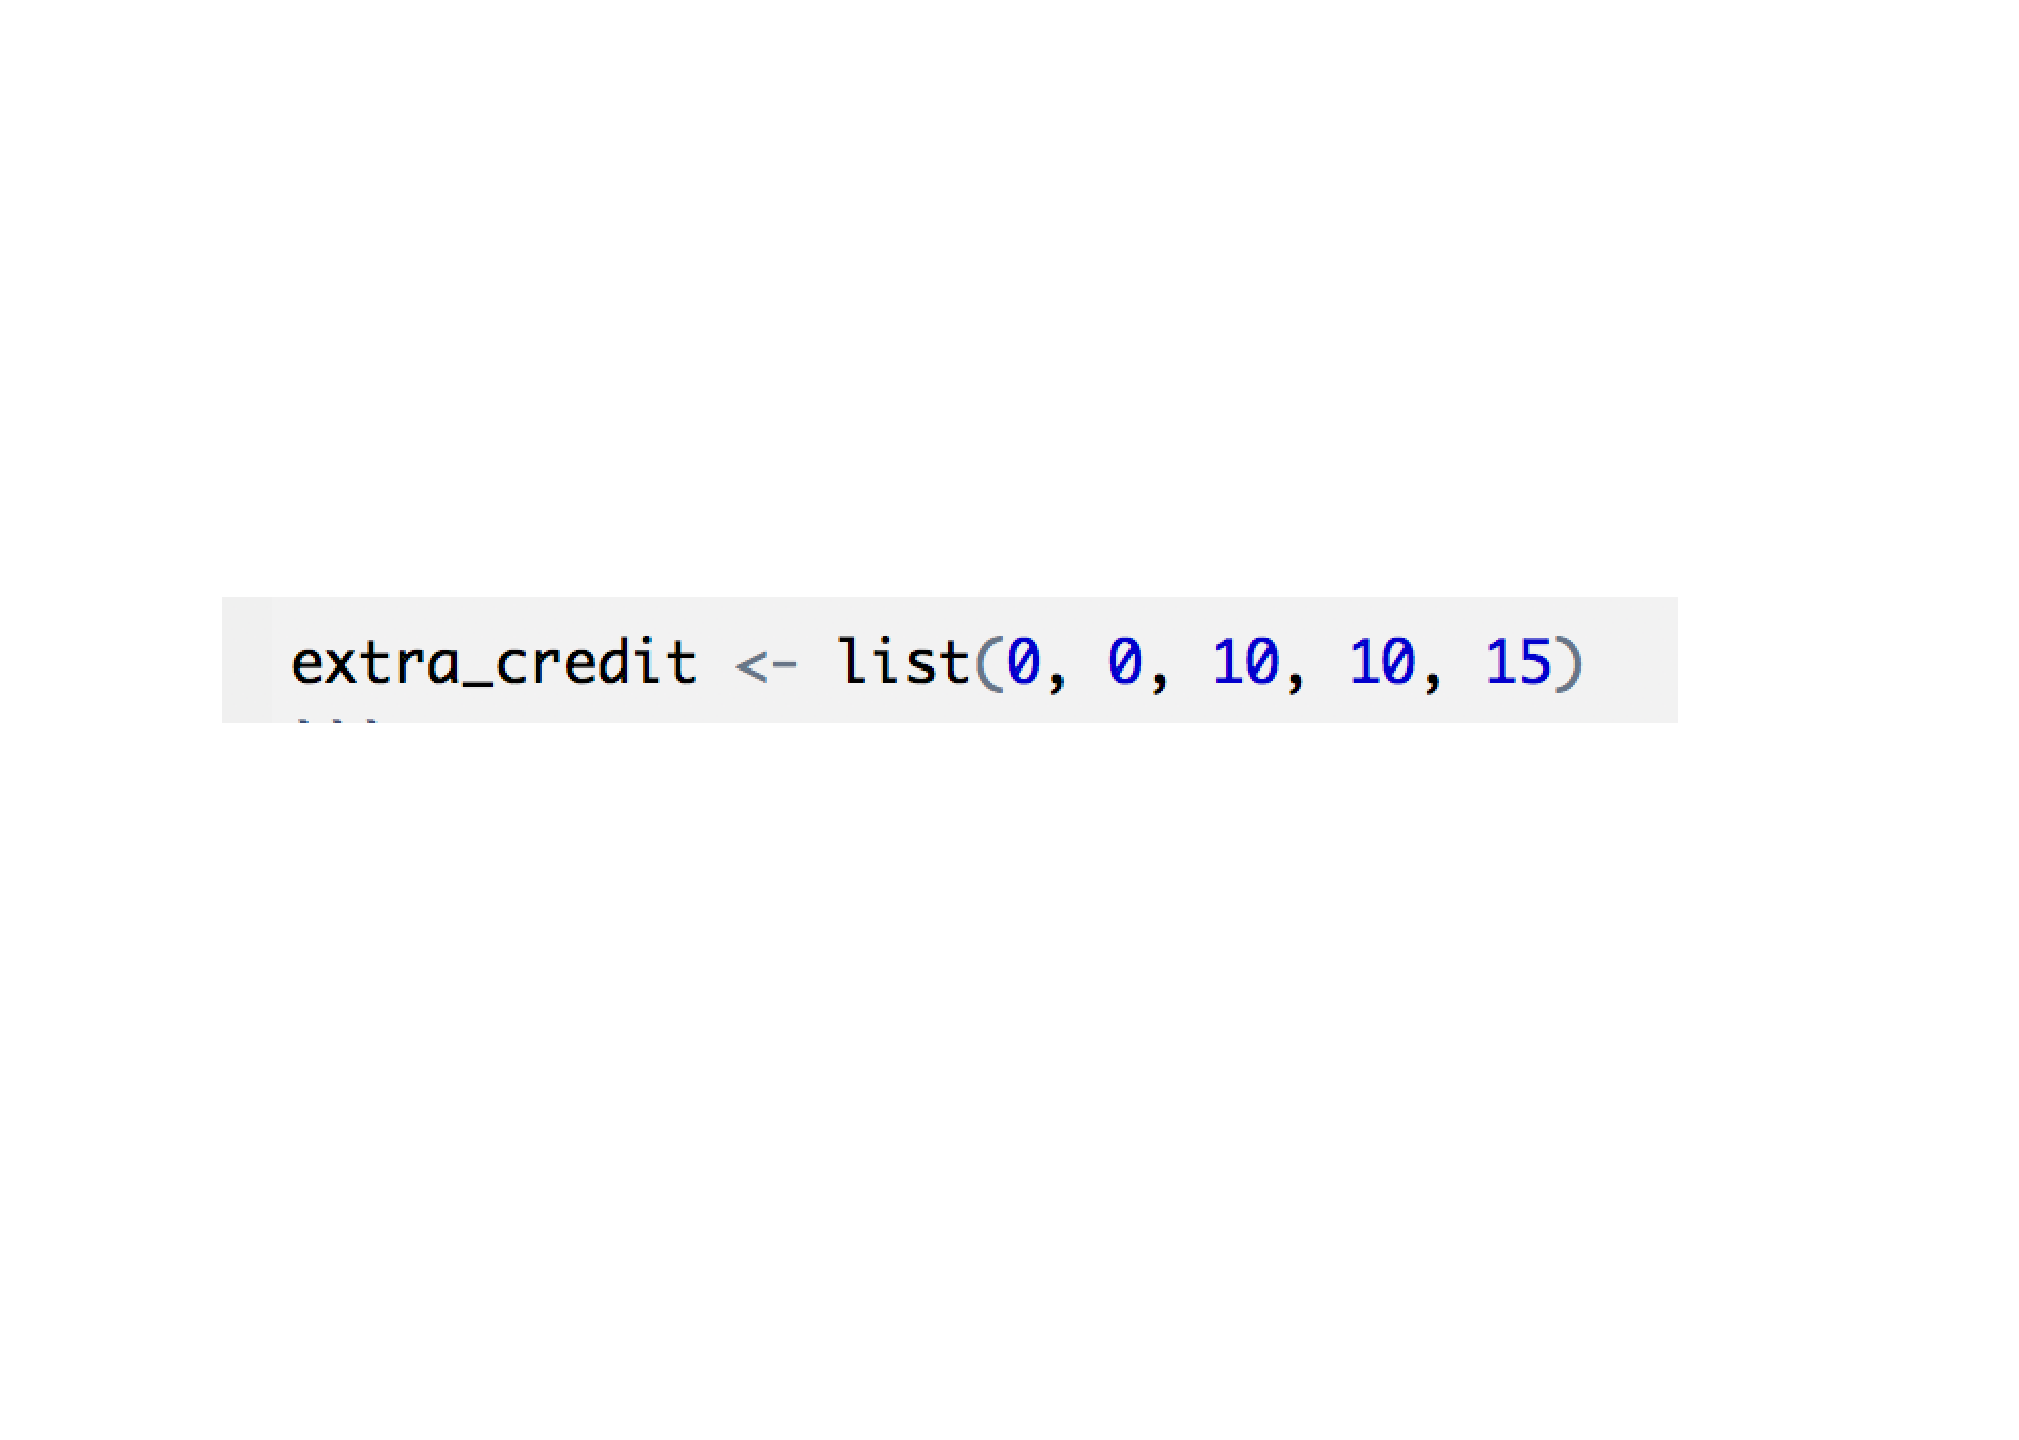 extra_credit <- list(0, 0, 10, 10, 15)